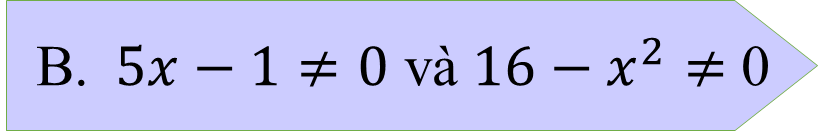 B. 5𝑥 − 1 ≠ 0 và 16 − 𝑥² ≠ 0